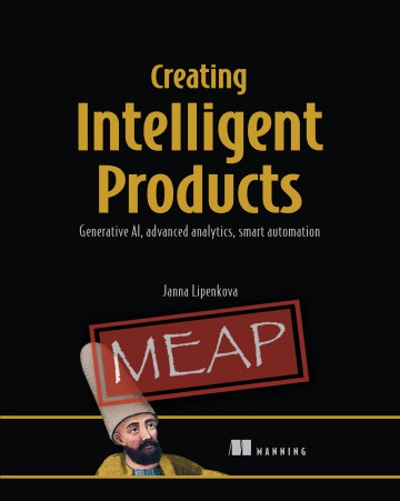 Creating
Intelligent
Products
Generative AI, advanced analytics, smart automation
Janna Lipenkova
MEAP
MANNING